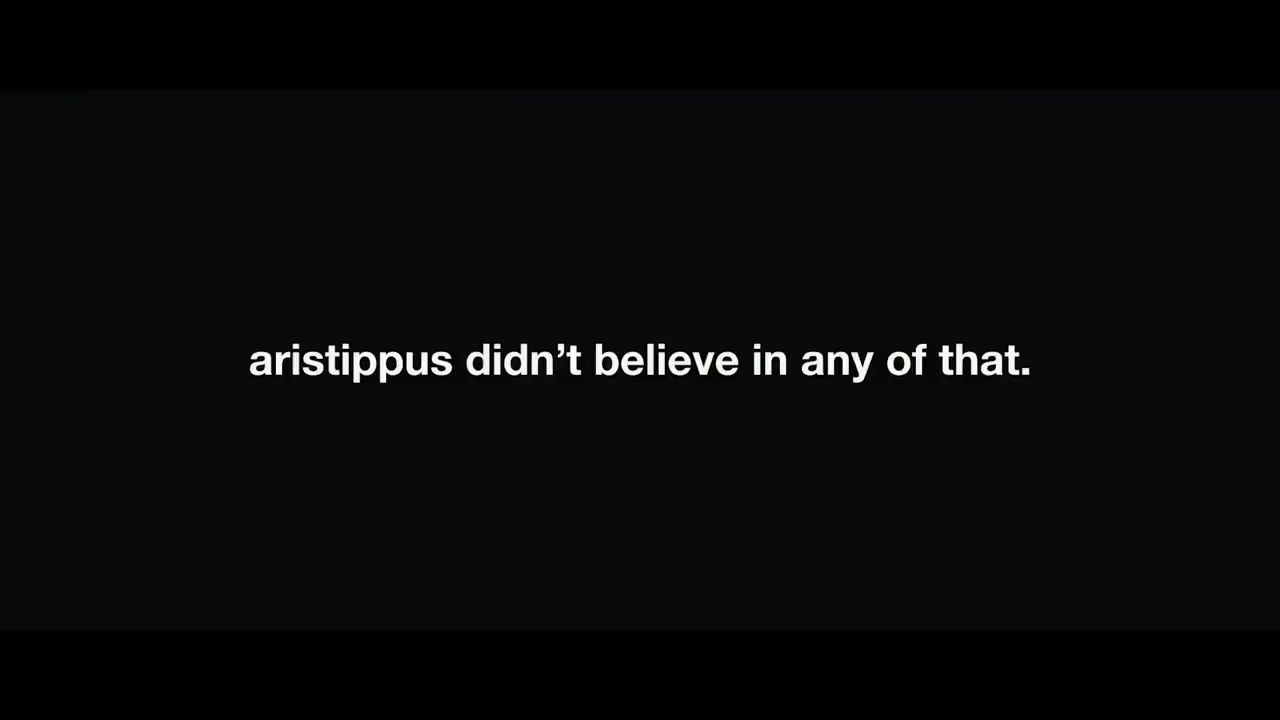 aristippus didn’t believe in any of that.